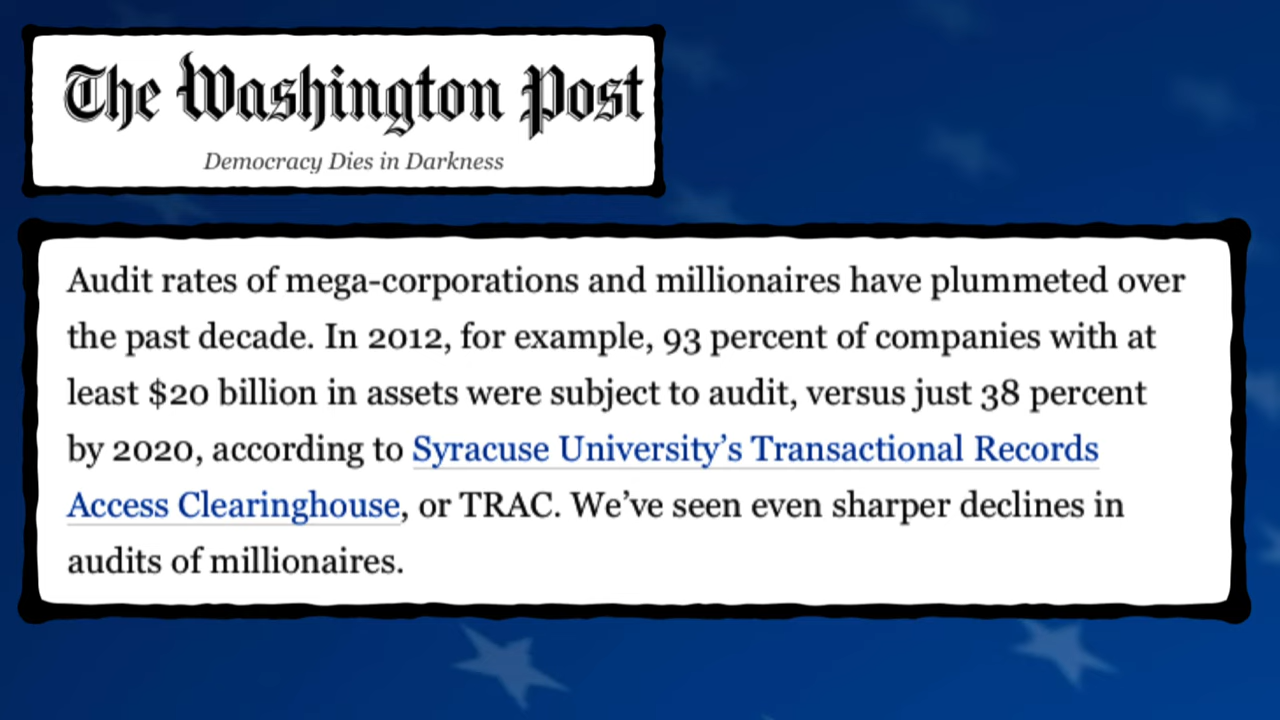 The Washington Post
Democracy Dies in Darkness
Audit rates of mega-corporations and millionaires have plummeted over
the past decade. In 2012, for example, 93 percent of companies with at
least $20 billion in assets were subject to audit, versus just 38 percent
by 2020, according to Syracuse University’s Transactional Records
Access Clearinghouse, or TRAC. We’ve seen even sharper declines in
audits of millionaires.